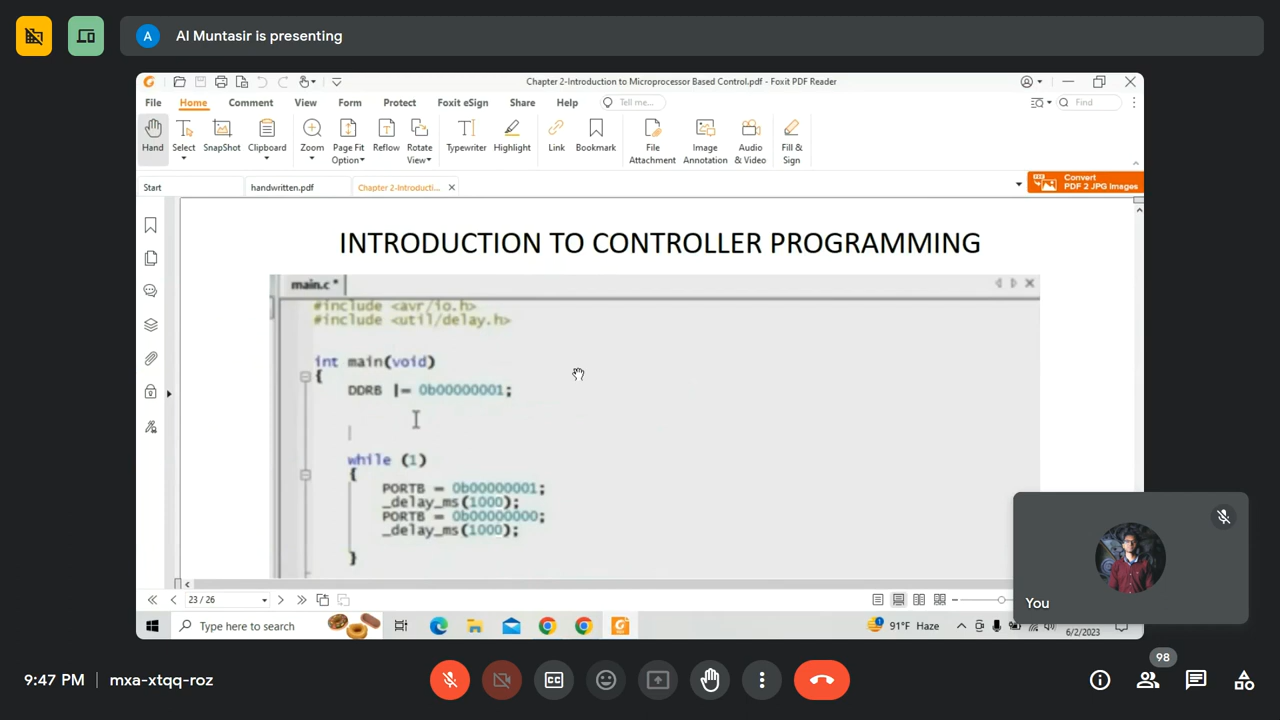 A
Al Muntasir is presenting
Chapter 2-Introduction to Microprocessor Based Control.pdf - Foxit PDF Reader
File Home Comment View Form Protect Foxit eSign Share Help Tell me... Find
Hand
Select
SnapShot
Clipboard
Zoom
Page Fit Option
Reflow
Rotate View
Typewriter
Highlight
Link
Bookmark
File Attachment
Image Annotation
Audio & Video
Fill & Sign
Start
handwritten.pdf
Chapter 2-Introducti...
Convert
PDF 2 JPG Images
INTRODUCTION TO CONTROLLER PROGRAMMING
main.c *
#include <avr/io.h>
#include <util/delay.h>
int main(void)
{
DDRB |= 0b00000001;
while (1)
{
PORTB = 0b00000001;
_delay_ms(1000);
PORTB = 0b00000000;
_delay_ms(1000);
}
23 / 26
Type here to search
91°F Haze
6/2/2023
You
9:47 PM | mxa-xtqq-roz
CC
98